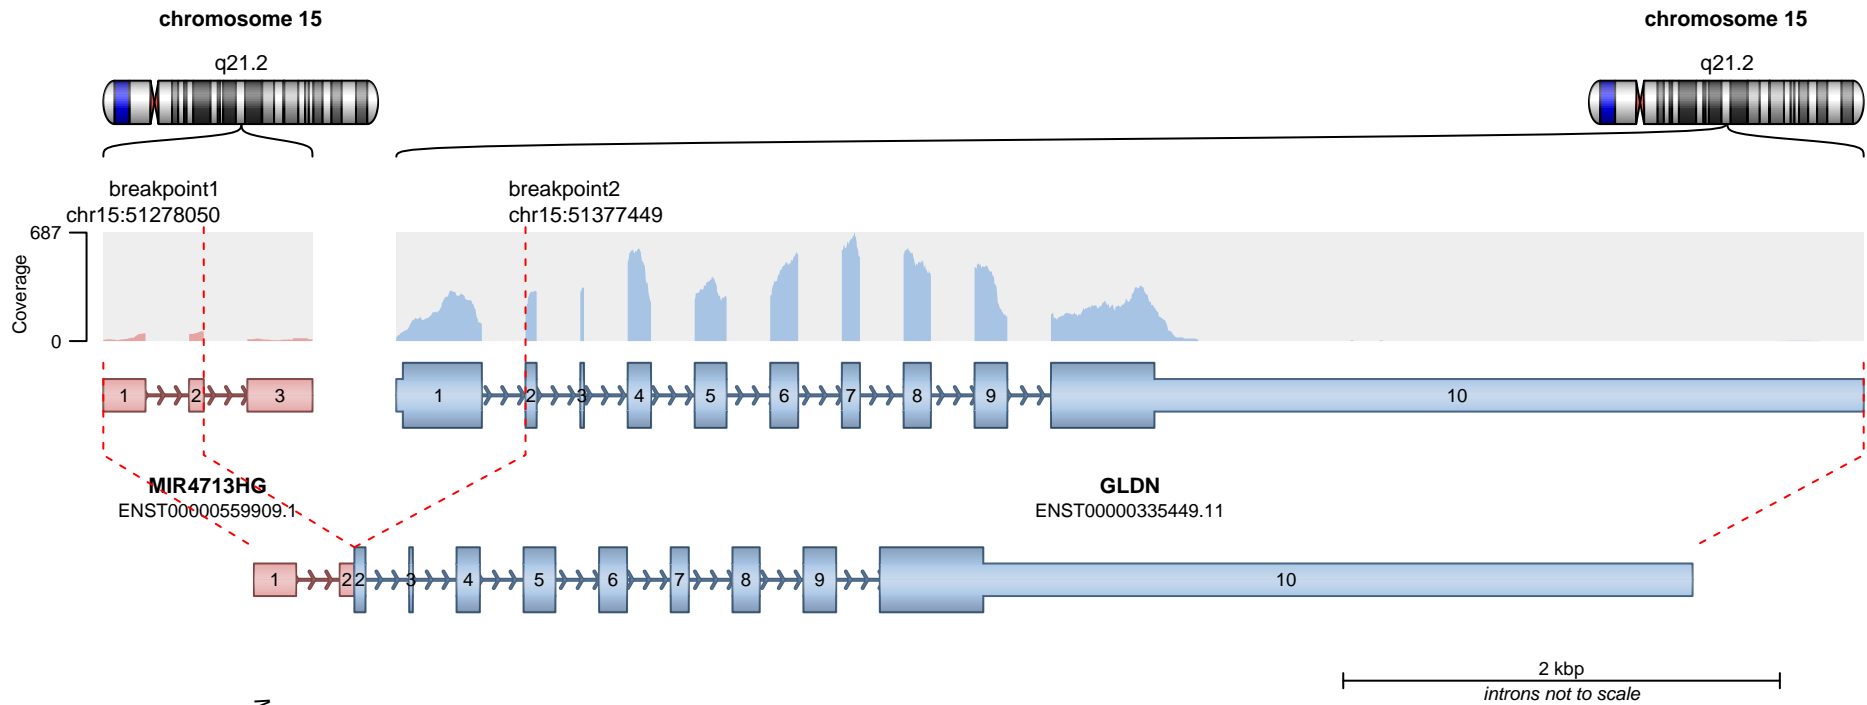 chromosome 15
chromosome 15
q21.2
q21.2
breakpoint1
chr15:51278050
breakpoint2
chr15:51377449
687
0
Coverage
1 2 3
1 2 3 4 5 6 7 8 9 10
MIR4713HG
ENST00000559909.1
GLDN
ENST00000335449.11
1 2 2 3 4 5 6 7 8 9 10
2 kbp
introns not to scale